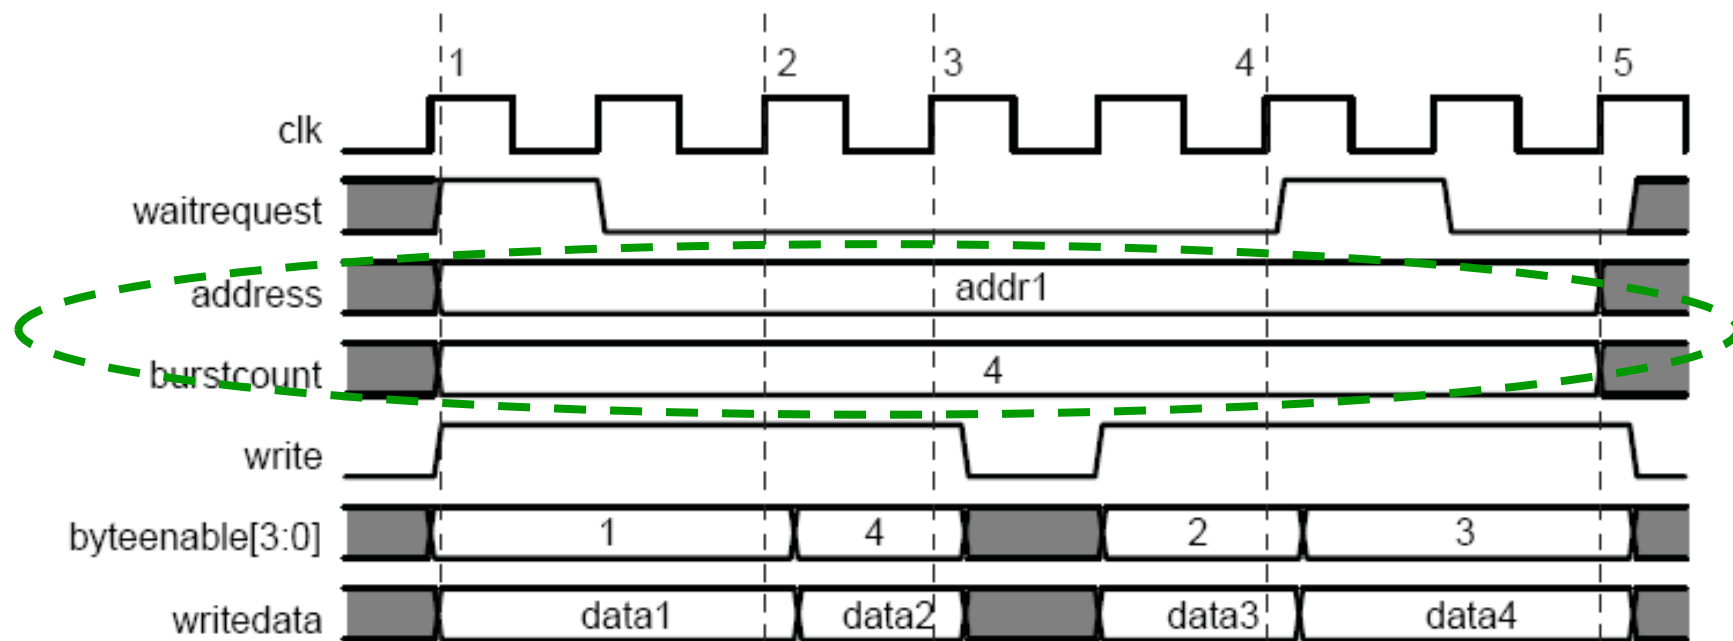 1 2 3 4 5
clk
waitrequest
address addr1
burstcount 4
write
byteenable[3:0] 1 4 2 3
writedata data1 data2 data3 data4